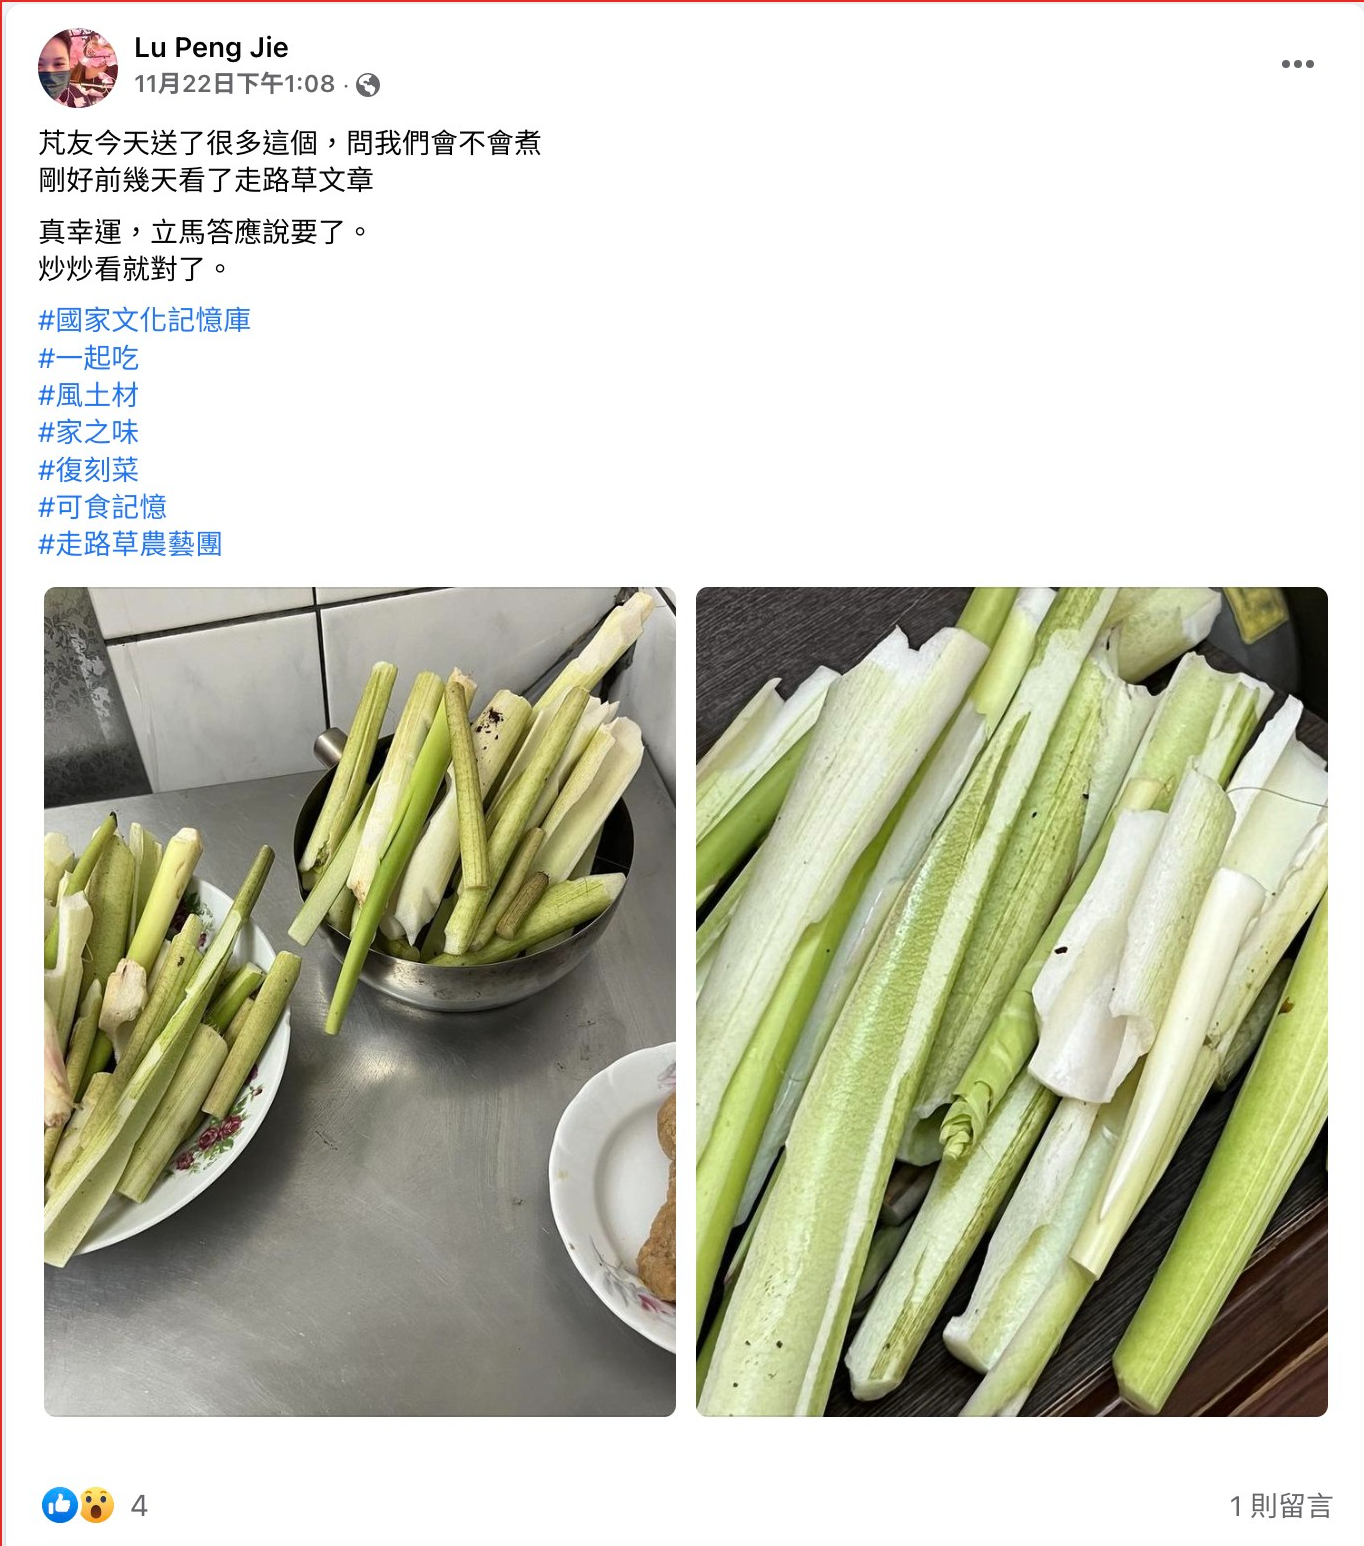 Lu Peng Jie
11月22日下午1:08 ·
芃友今天送了很多這個，問我們會不會煮
剛好前幾天看了走路草文章
真幸運，立馬答應說要了。
炒炒看就對了。
#國家文化記憶庫
#一起吃
#風土材
#家之味
#復刻菜
#可食記憶
#走路草農藝團
4
1 則留言